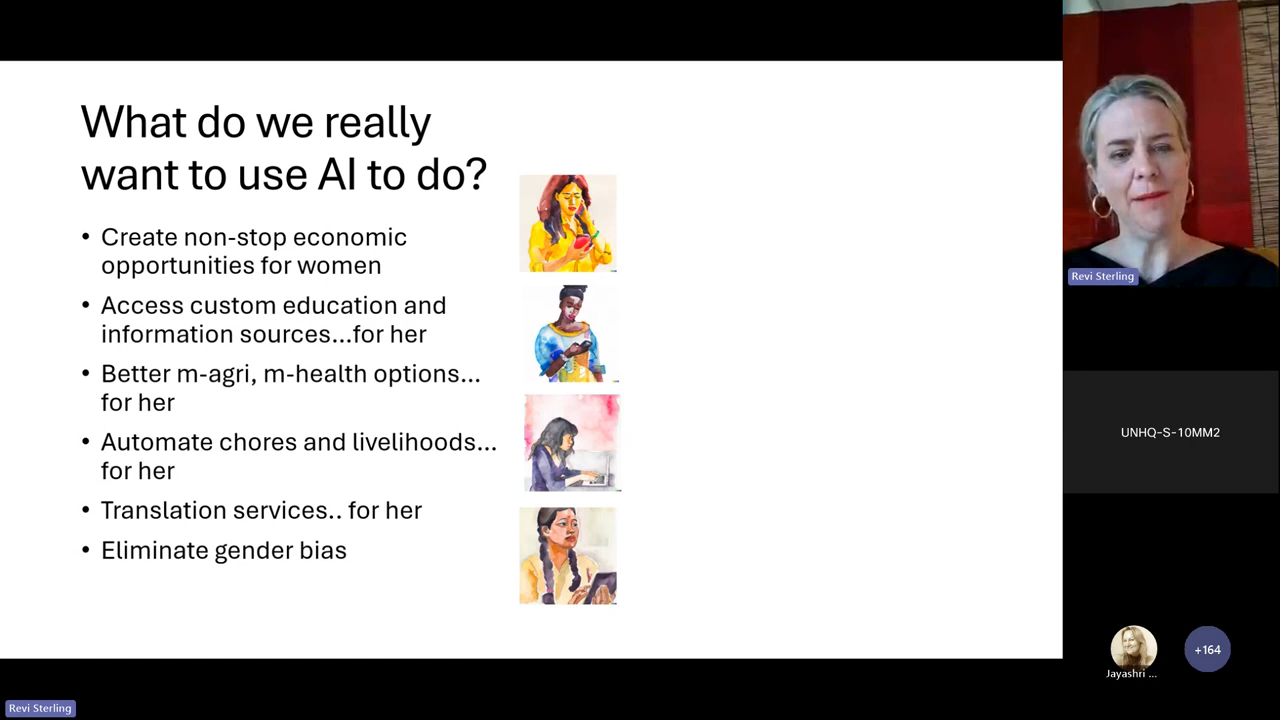 What do we really
want to use AI to do?
• Create non-stop economic
opportunities for women
• Access custom education and
information sources...for her
• Better m-agri, m-health options...
for her
• Automate chores and livelihoods...
for her
• Translation services.. for her
• Eliminate gender bias
Revi Sterling
UNHQ-S-10MM2
Jayashri ...
+164
Revi Sterling